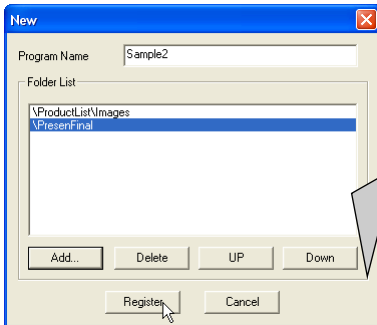 New
Program Name Sample2
Folder List
\ProductList\Images
\PresenFinal
Add... Delete UP Down
Register Cancel